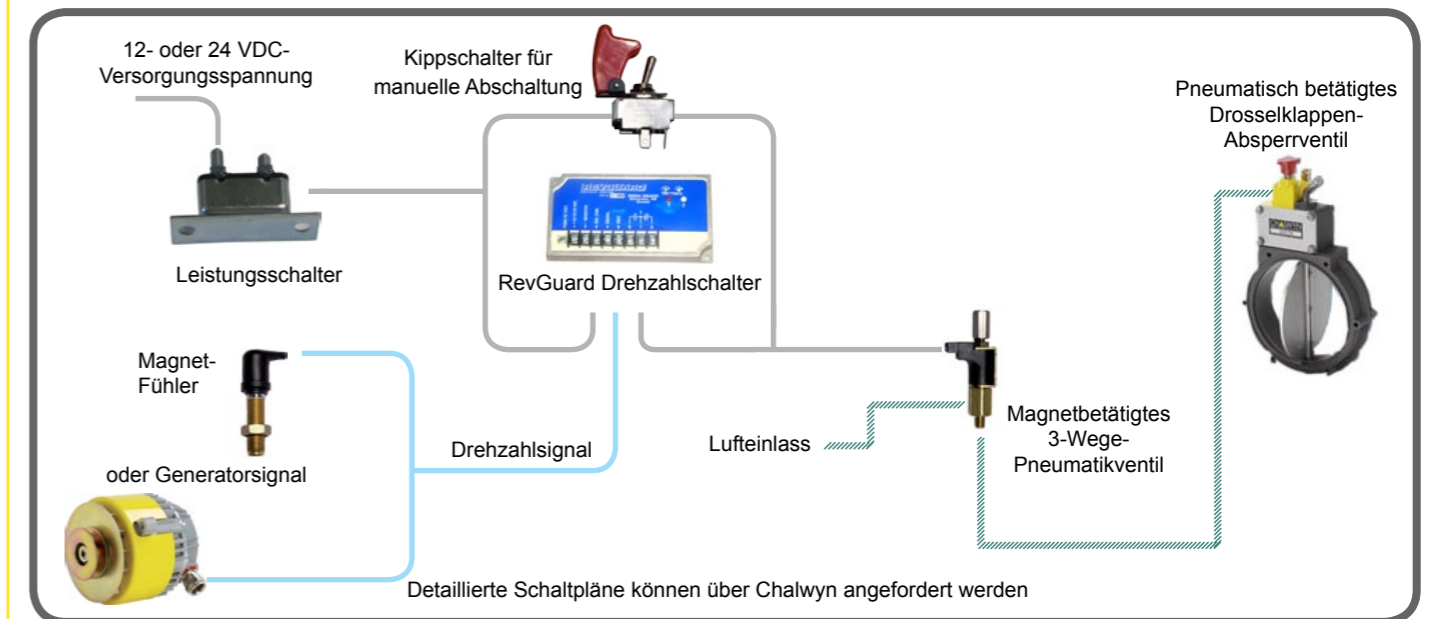 12- oder 24 VDC-
Versorgungsspannung
Kippschalter für
manuelle Abschaltung
Pneumatisch betätigtes
Drosselklappen-
Absperrventil
REVGUARD
Leistungsschalter
RevGuard Drehzahlschalter
Magnet-
Fühler
Magnetbetätigtes
3-Wege-
Pneumatikventil
Lufteinlass
Drehzahlsignal
oder Generatorsignal
Detaillierte Schaltpläne können über Chalwyn angefordert werden